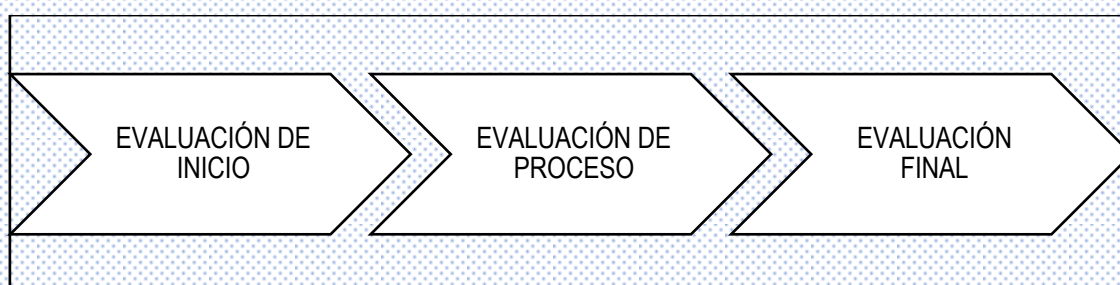 EVALUACIÓN DE
INICIO
EVALUACIÓN DE
PROCESO
EVALUACIÓN
FINAL